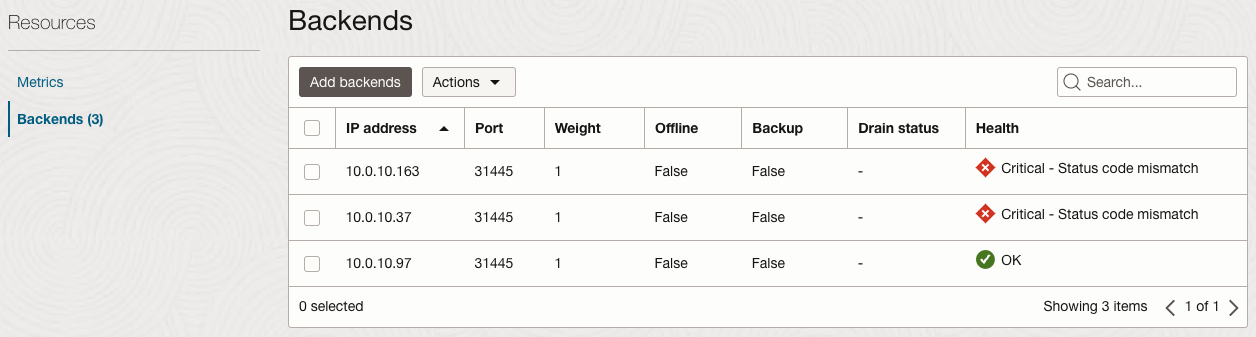 Resources
Metrics
Backends (3)
Backends
Add backends Actions Search...
IP address Port Weight Offline Backup Drain status Health
10.0.10.163 31445 1 False False - Critical - Status code mismatch
10.0.10.37 31445 1 False False - Critical - Status code mismatch
10.0.10.97 31445 1 False False - OK
0 selected Showing 3 items 1 of 1